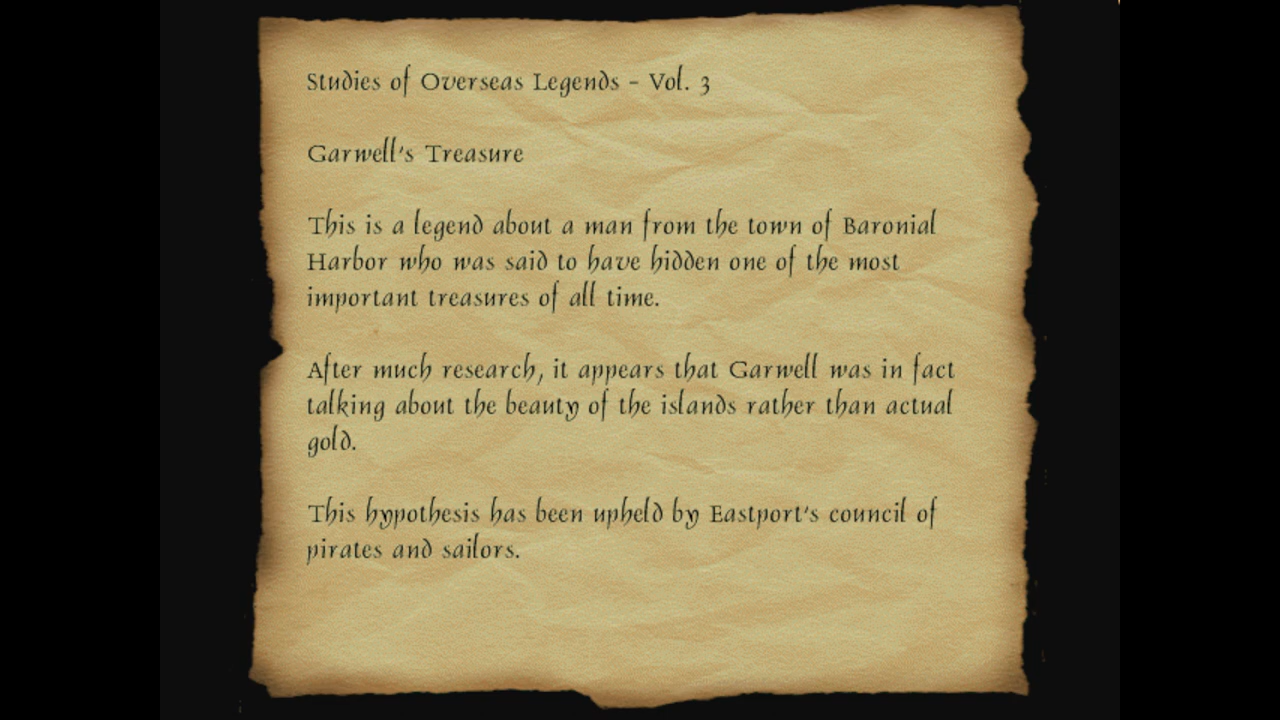 Studies of Overseas Legends - Vol. 3
Garwell's Treasure
This is a legend about a man from the town of Baronial
Harbor who was said to have hidden one of the most
important treasures of all time.
After much research, it appears that Garwell was in fact
talking about the beauty of the islands rather than actual
gold.
This hypothesis has been upheld by Eastport's council of
pirates and sailors.